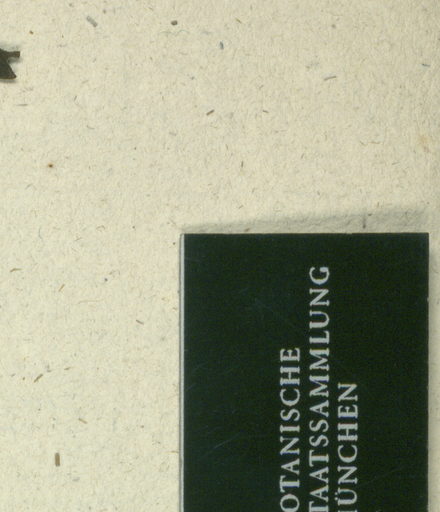 OTANISCHE
TAATSSAMMLUNG
ÜNCHEN